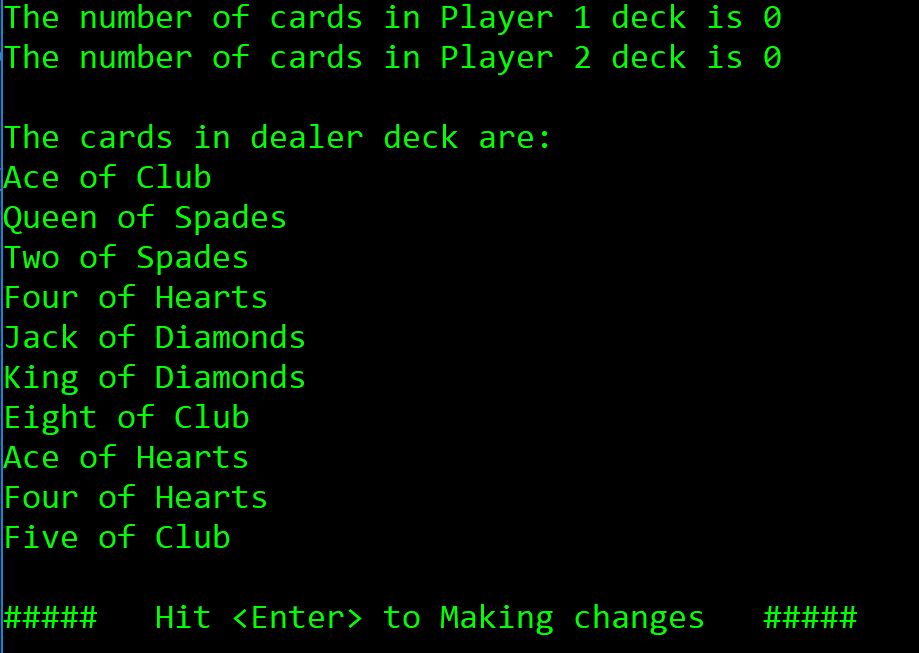 The number of cards in Player 1 deck is 0
The number of cards in Player 2 deck is 0
The cards in dealer deck are:
Ace of Club
Queen of Spades
Two of Spades
Four of Hearts
Jack of Diamonds
King of Diamonds
Eight of Club
Ace of Hearts
Four of Hearts
Five of Club
#####   Hit <Enter> to Making changes   #####